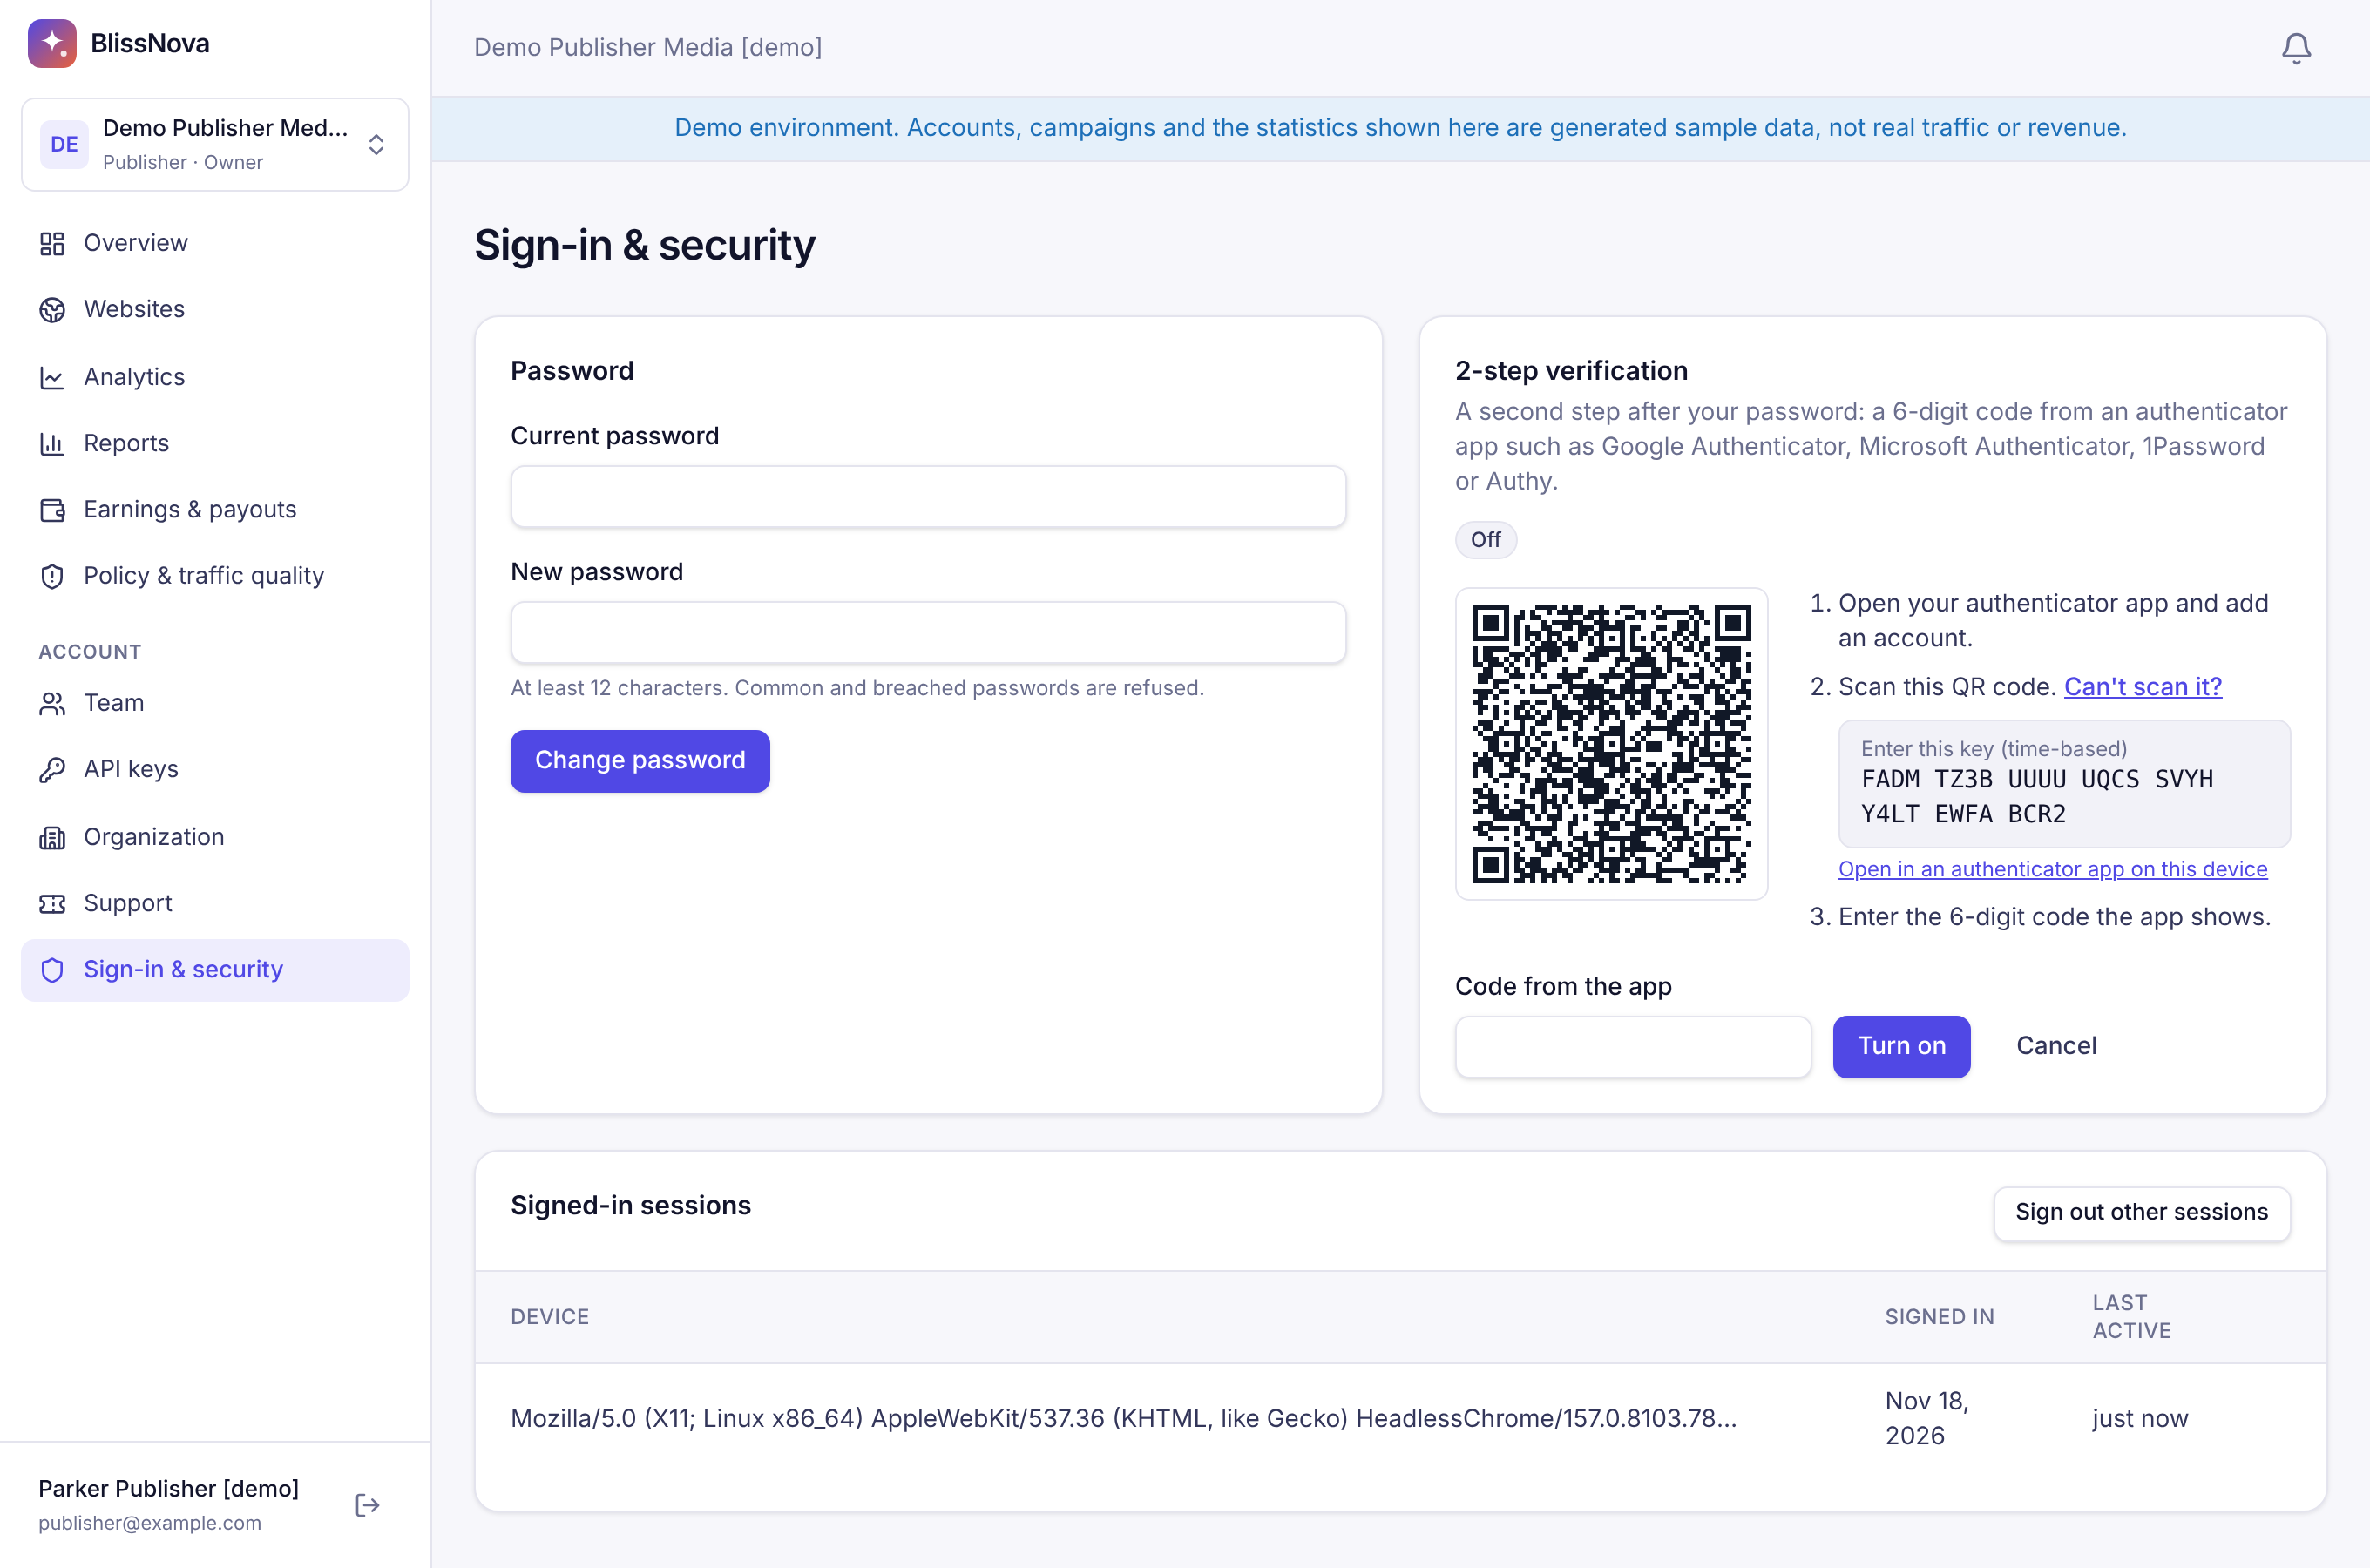 BlissNova
DE
Demo Publisher Med...
Publisher · Owner
Overview
Websites
Analytics
Reports
Earnings & payouts
Policy & traffic quality
ACCOUNT
Team
API keys
Organization
Support
Sign-in & security
Parker Publisher [demo]
publisher@example.com
Demo Publisher Media [demo]
Demo environment. Accounts, campaigns and the statistics shown here are generated sample data, not real traffic or revenue.
Sign-in & security
Password
Current password
New password
At least 12 characters. Common and breached passwords are refused.
Change password
2-step verification
A second step after your password: a 6-digit code from an authenticator
app such as Google Authenticator, Microsoft Authenticator, 1Password
or Authy.
Off
1. Open your authenticator app and add
an account.
2. Scan this QR code. Can't scan it?
Enter this key (time-based)
FADM TZ3B UUUU UQCS SVYH
Y4LT EWFA BCR2
Open in an authenticator app on this device
3. Enter the 6-digit code the app shows.
Code from the app
Turn on
Cancel
Signed-in sessions
Sign out other sessions
DEVICE
SIGNED IN
LAST
ACTIVE
Mozilla/5.0 (X11; Linux x86_64) AppleWebKit/537.36 (KHTML, like Gecko) HeadlessChrome/157.0.8103.78...
Nov 18,
2026
just now